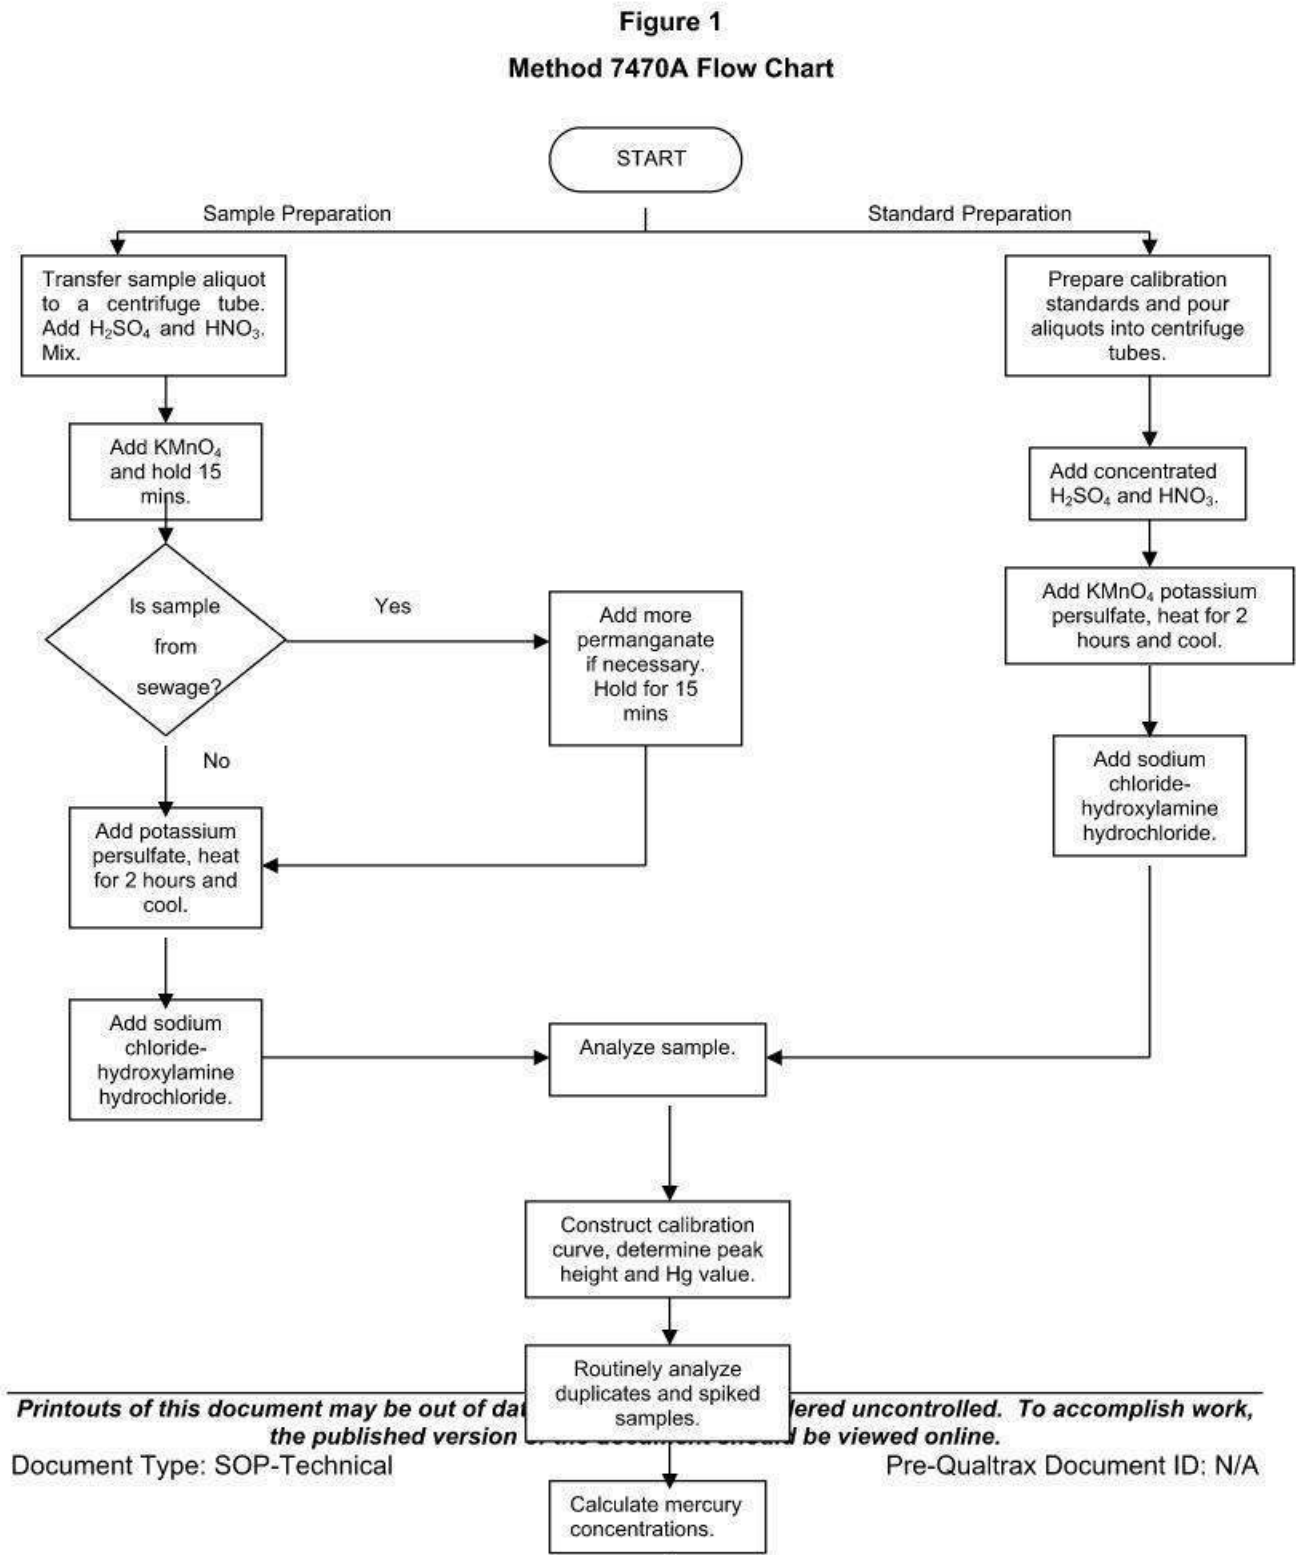 Figure 1
Method 7470A Flow Chart
START
Sample Preparation
Standard Preparation
Transfer sample aliquot
to a centrifuge tube.
Add H₂SO₄ and HNO₃.
Mix.
Prepare calibration
standards and pour
aliquots into centrifuge
tubes.
Add KMnO₄
and hold 15
mins.
Add concentrated
H₂SO₄ and HNO₃.
Is sample
from
sewage?
Yes
No
Add more
permanganate
if necessary.
Hold for 15
mins
Add KMnO₄ potassium
persulfate, heat for 2
hours and cool.
Add potassium
persulfate, heat
for 2 hours and
cool.
Add sodium
chloride-
hydroxylamine
hydrochloride.
Add sodium
chloride-
hydroxylamine
hydrochloride.
Analyze sample.
Construct calibration
curve, determine peak
height and Hg value.
Routinely analyze
duplicates and spiked
samples.
Printouts of this document may be out of uncontrolled. To accomplish work,
the published version be viewed online.
Document Type: SOP-Technical
Pre-Qualtrax Document ID: N/A
Calculate mercury
concentrations.